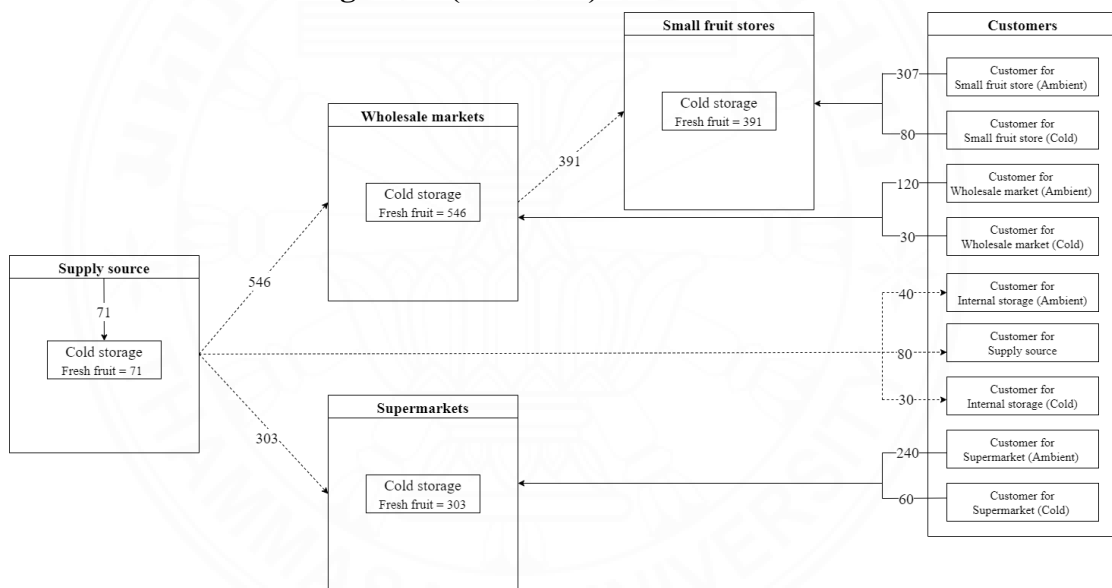 Small fruit stores
Cold storage
Fresh fruit = 391
Customers
307
Customer for
Small fruit store (Ambient)
80
Customer for
Small fruit store (Cold)
120
Customer for
Wholesale market (Ambient)
30
Customer for
Wholesale market (Cold)
40
Customer for
Internal storage (Ambient)
80
Customer for
Supply source
30
Customer for
Internal storage (Cold)
240
Customer for
Supermarket (Ambient)
60
Customer for
Supermarket (Cold)
Wholesale markets
Cold storage
Fresh fruit = 546
391
Supply source
71
Cold storage
Fresh fruit = 71
546
303
Supermarkets
Cold storage
Fresh fruit = 303